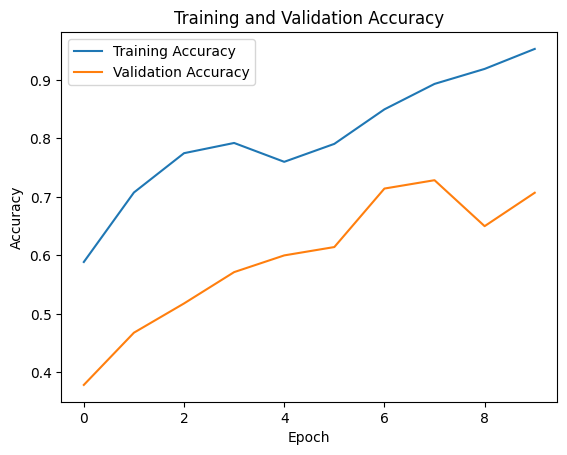 Training and Validation Accuracy
Training Accuracy
Validation Accuracy
Accuracy
0.9
0.8
0.7
0.6
0.5
0.4
0 2 4 6 8
Epoch